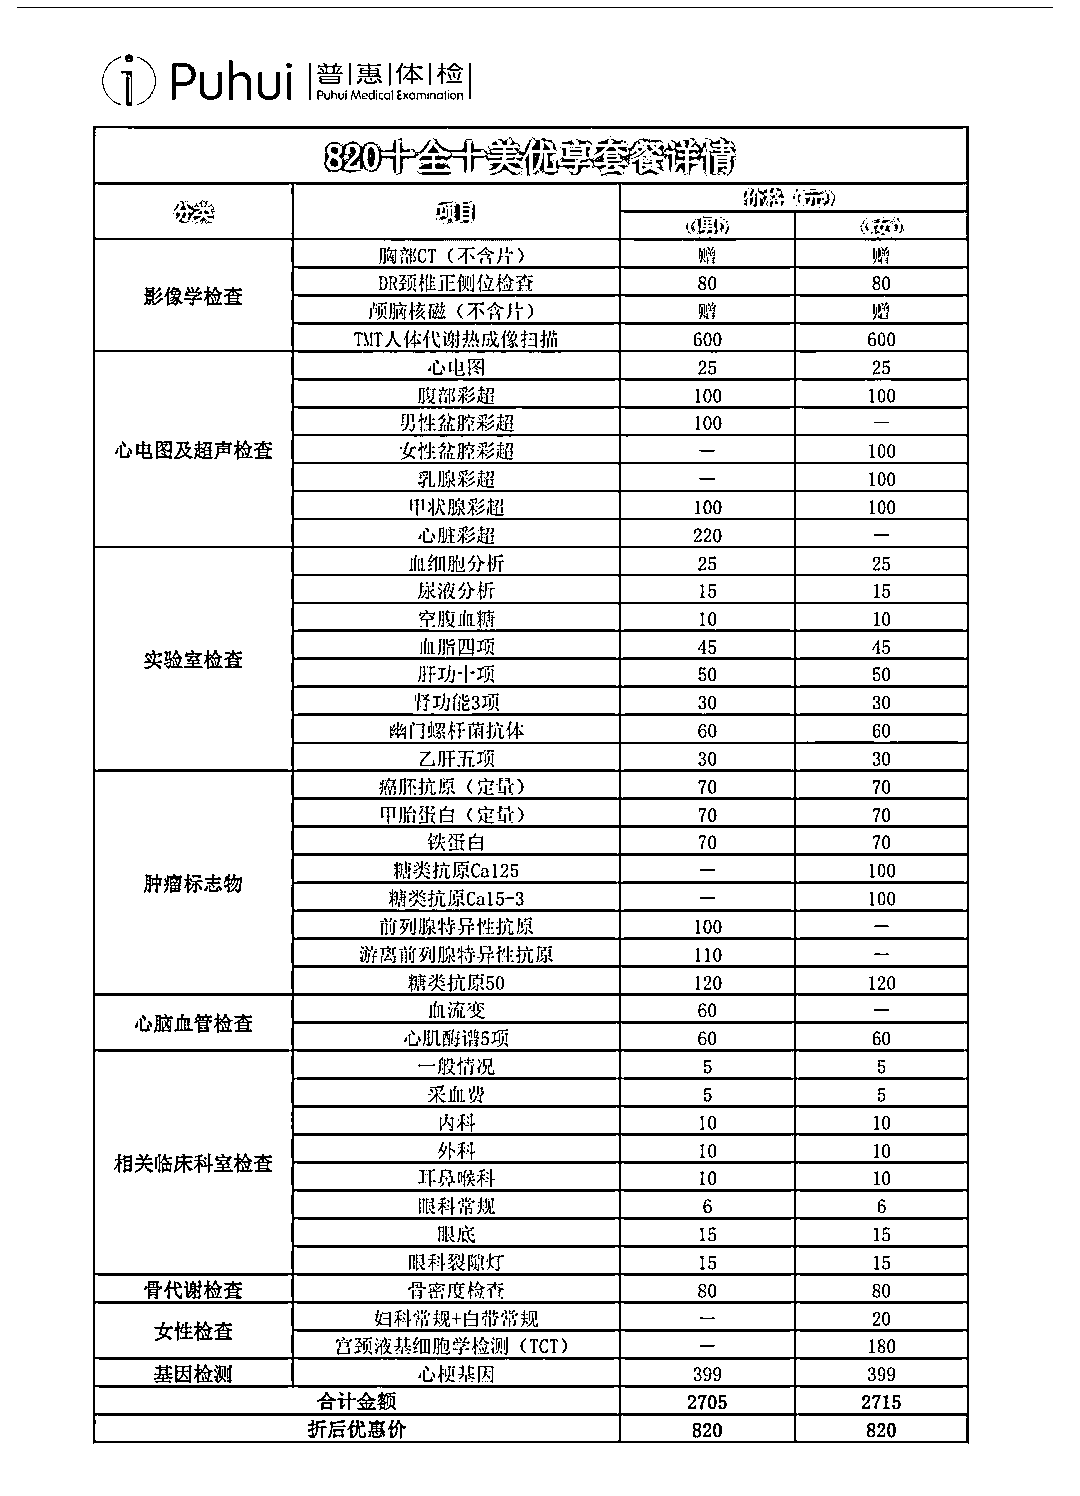 Puhui 普惠体检
Puhui Medical Examination
820十全十美优享套餐详情
分类 项目 价格（元）
（男） （女）
影像学检查
胸部CT（不含片） 赠 赠
DR颈椎正侧位检查 80 80
颅脑核磁（不含片） 赠 赠
TMT人体代谢热成像扫描 600 600
心电图及超声检查
心电图 25 25
腹部彩超 100 100
男性盆腔彩超 100 —
女性盆腔彩超 — 100
乳腺彩超 — 100
甲状腺彩超 100 100
心脏彩超 220 —
实验室检查
血细胞分析 25 25
尿液分析 15 15
空腹血糖 10 10
血脂四项 45 45
肝功十项 50 50
肾功能3项 30 30
幽门螺杆菌抗体 60 60
乙肝五项 30 30
肿瘤标志物
癌胚抗原（定量） 70 70
甲胎蛋白（定量） 70 70
铁蛋白 70 70
糖类抗原Ca125 — 100
糖类抗原Ca15-3 — 100
前列腺特异性抗原 100 —
游离前列腺特异性抗原 110 —
糖类抗原50 120 120
心脑血管检查
血流变 60 —
心肌酶谱5项 60 60
相关临床科室检查
一般情况 5 5
采血费 5 5
内科 10 10
外科 10 10
耳鼻喉科 10 10
眼科常规 6 6
眼底 15 15
眼科裂隙灯 15 15
骨代谢检查 骨密度检查 80 80
女性检查
妇科常规+白带常规 — 20
宫颈液基细胞学检测（TCT） — 180
基因检测 心梗基因 399 399
合计金额 2705 2715
折后优惠价 820 820